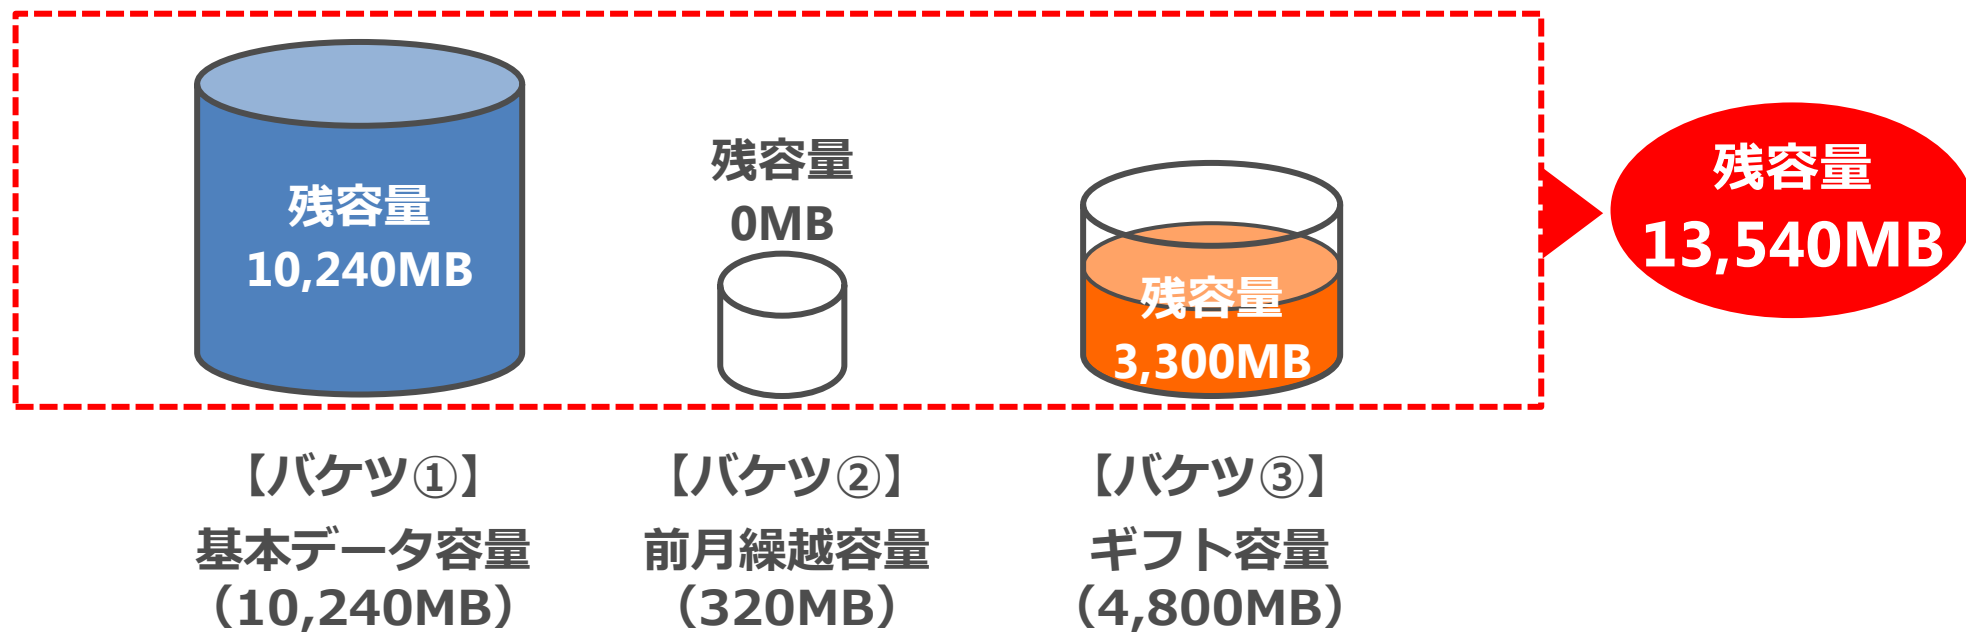 残容量
10,240MB
残容量
0MB
残容量
3,300MB
残容量
13,540MB
【バケツ①】
基本データ容量
（10,240MB）
【バケツ②】
前月繰越容量
（320MB）
【バケツ③】
ギフト容量
（4,800MB）